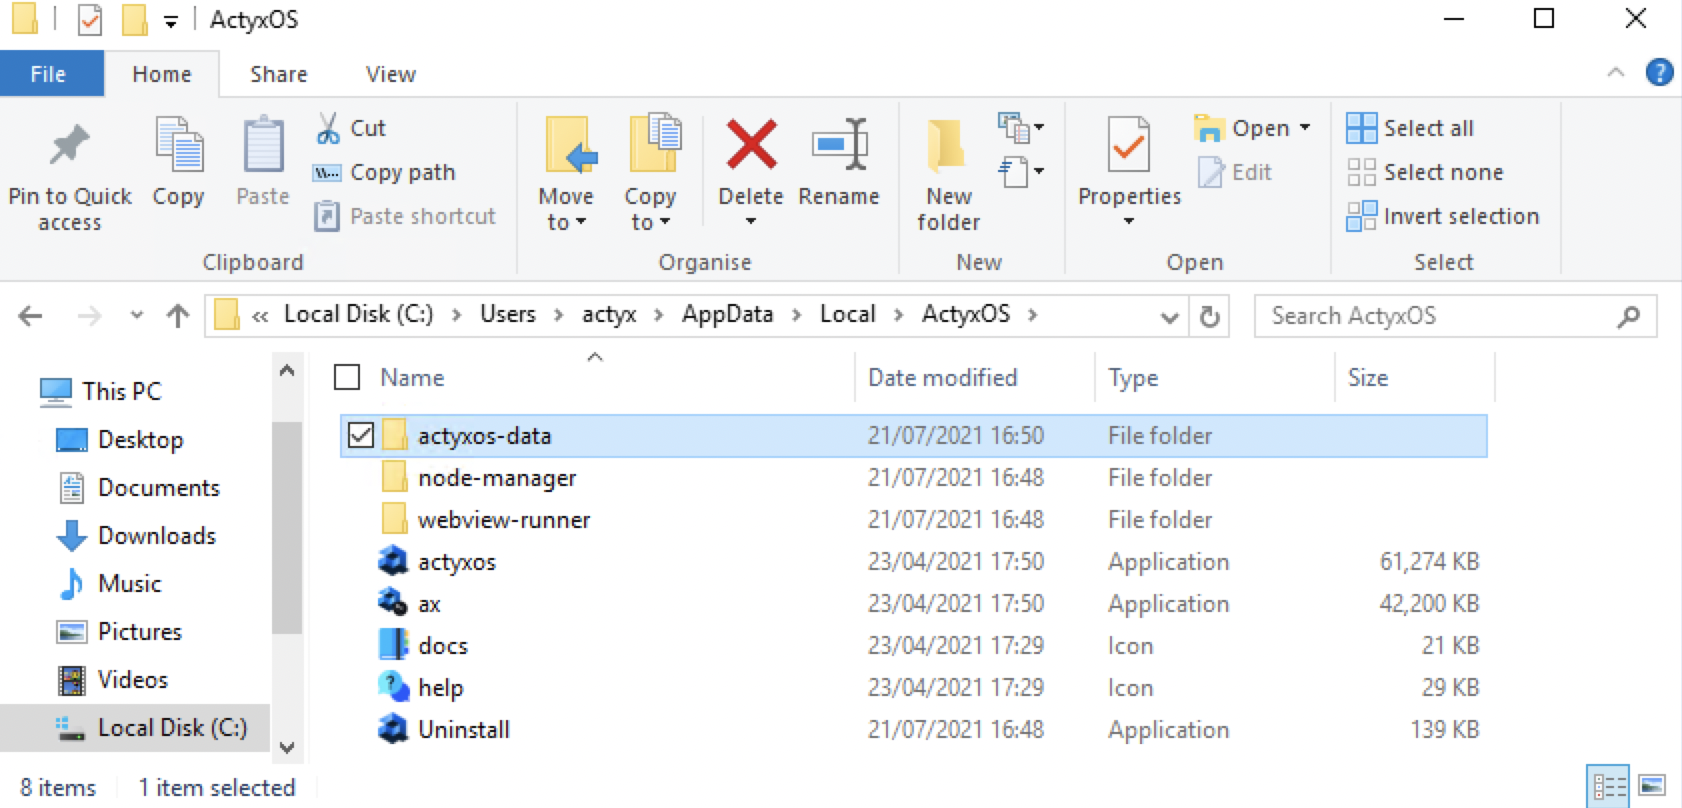 ActyxOS
File Home Share View
Pin to Quick access
Copy
Paste
Cut
Copy path
Paste shortcut
Clipboard
Move to
Copy to
Delete
Rename
Organise
New folder
New
Properties
Open
Edit
Open
Select all
Select none
Invert selection
Select
« Local Disk (C:) > Users > actyx > AppData > Local > ActyxOS >
Search ActyxOS
This PC
Desktop
Documents
Downloads
Music
Pictures
Videos
Local Disk (C:)
Name Date modified Type Size
actyxos-data 21/07/2021 16:50 File folder
node-manager 21/07/2021 16:48 File folder
webview-runner 21/07/2021 16:48 File folder
actyxos 23/04/2021 17:50 Application 61,274 KB
ax 23/04/2021 17:50 Application 42,200 KB
docs 23/04/2021 17:29 Icon 21 KB
help 23/04/2021 17:29 Icon 29 KB
Uninstall 21/07/2021 16:48 Application 139 KB
8 items 1 item selected